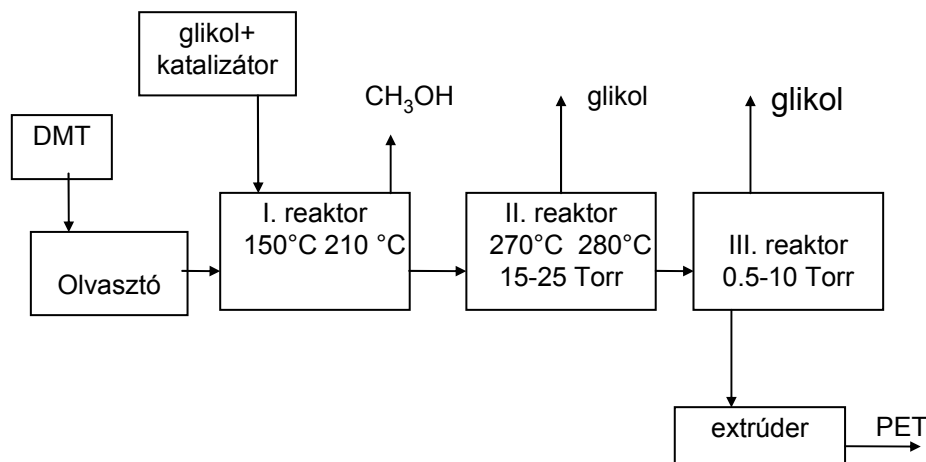 glikol+
katalizátor
CH₃OH
glikol
glikol
DMT
Olvasztó
I. reaktor
150°C 210 °C
II. reaktor
270°C 280°C
15-25 Torr
III. reaktor
0.5-10 Torr
extrúder
PET